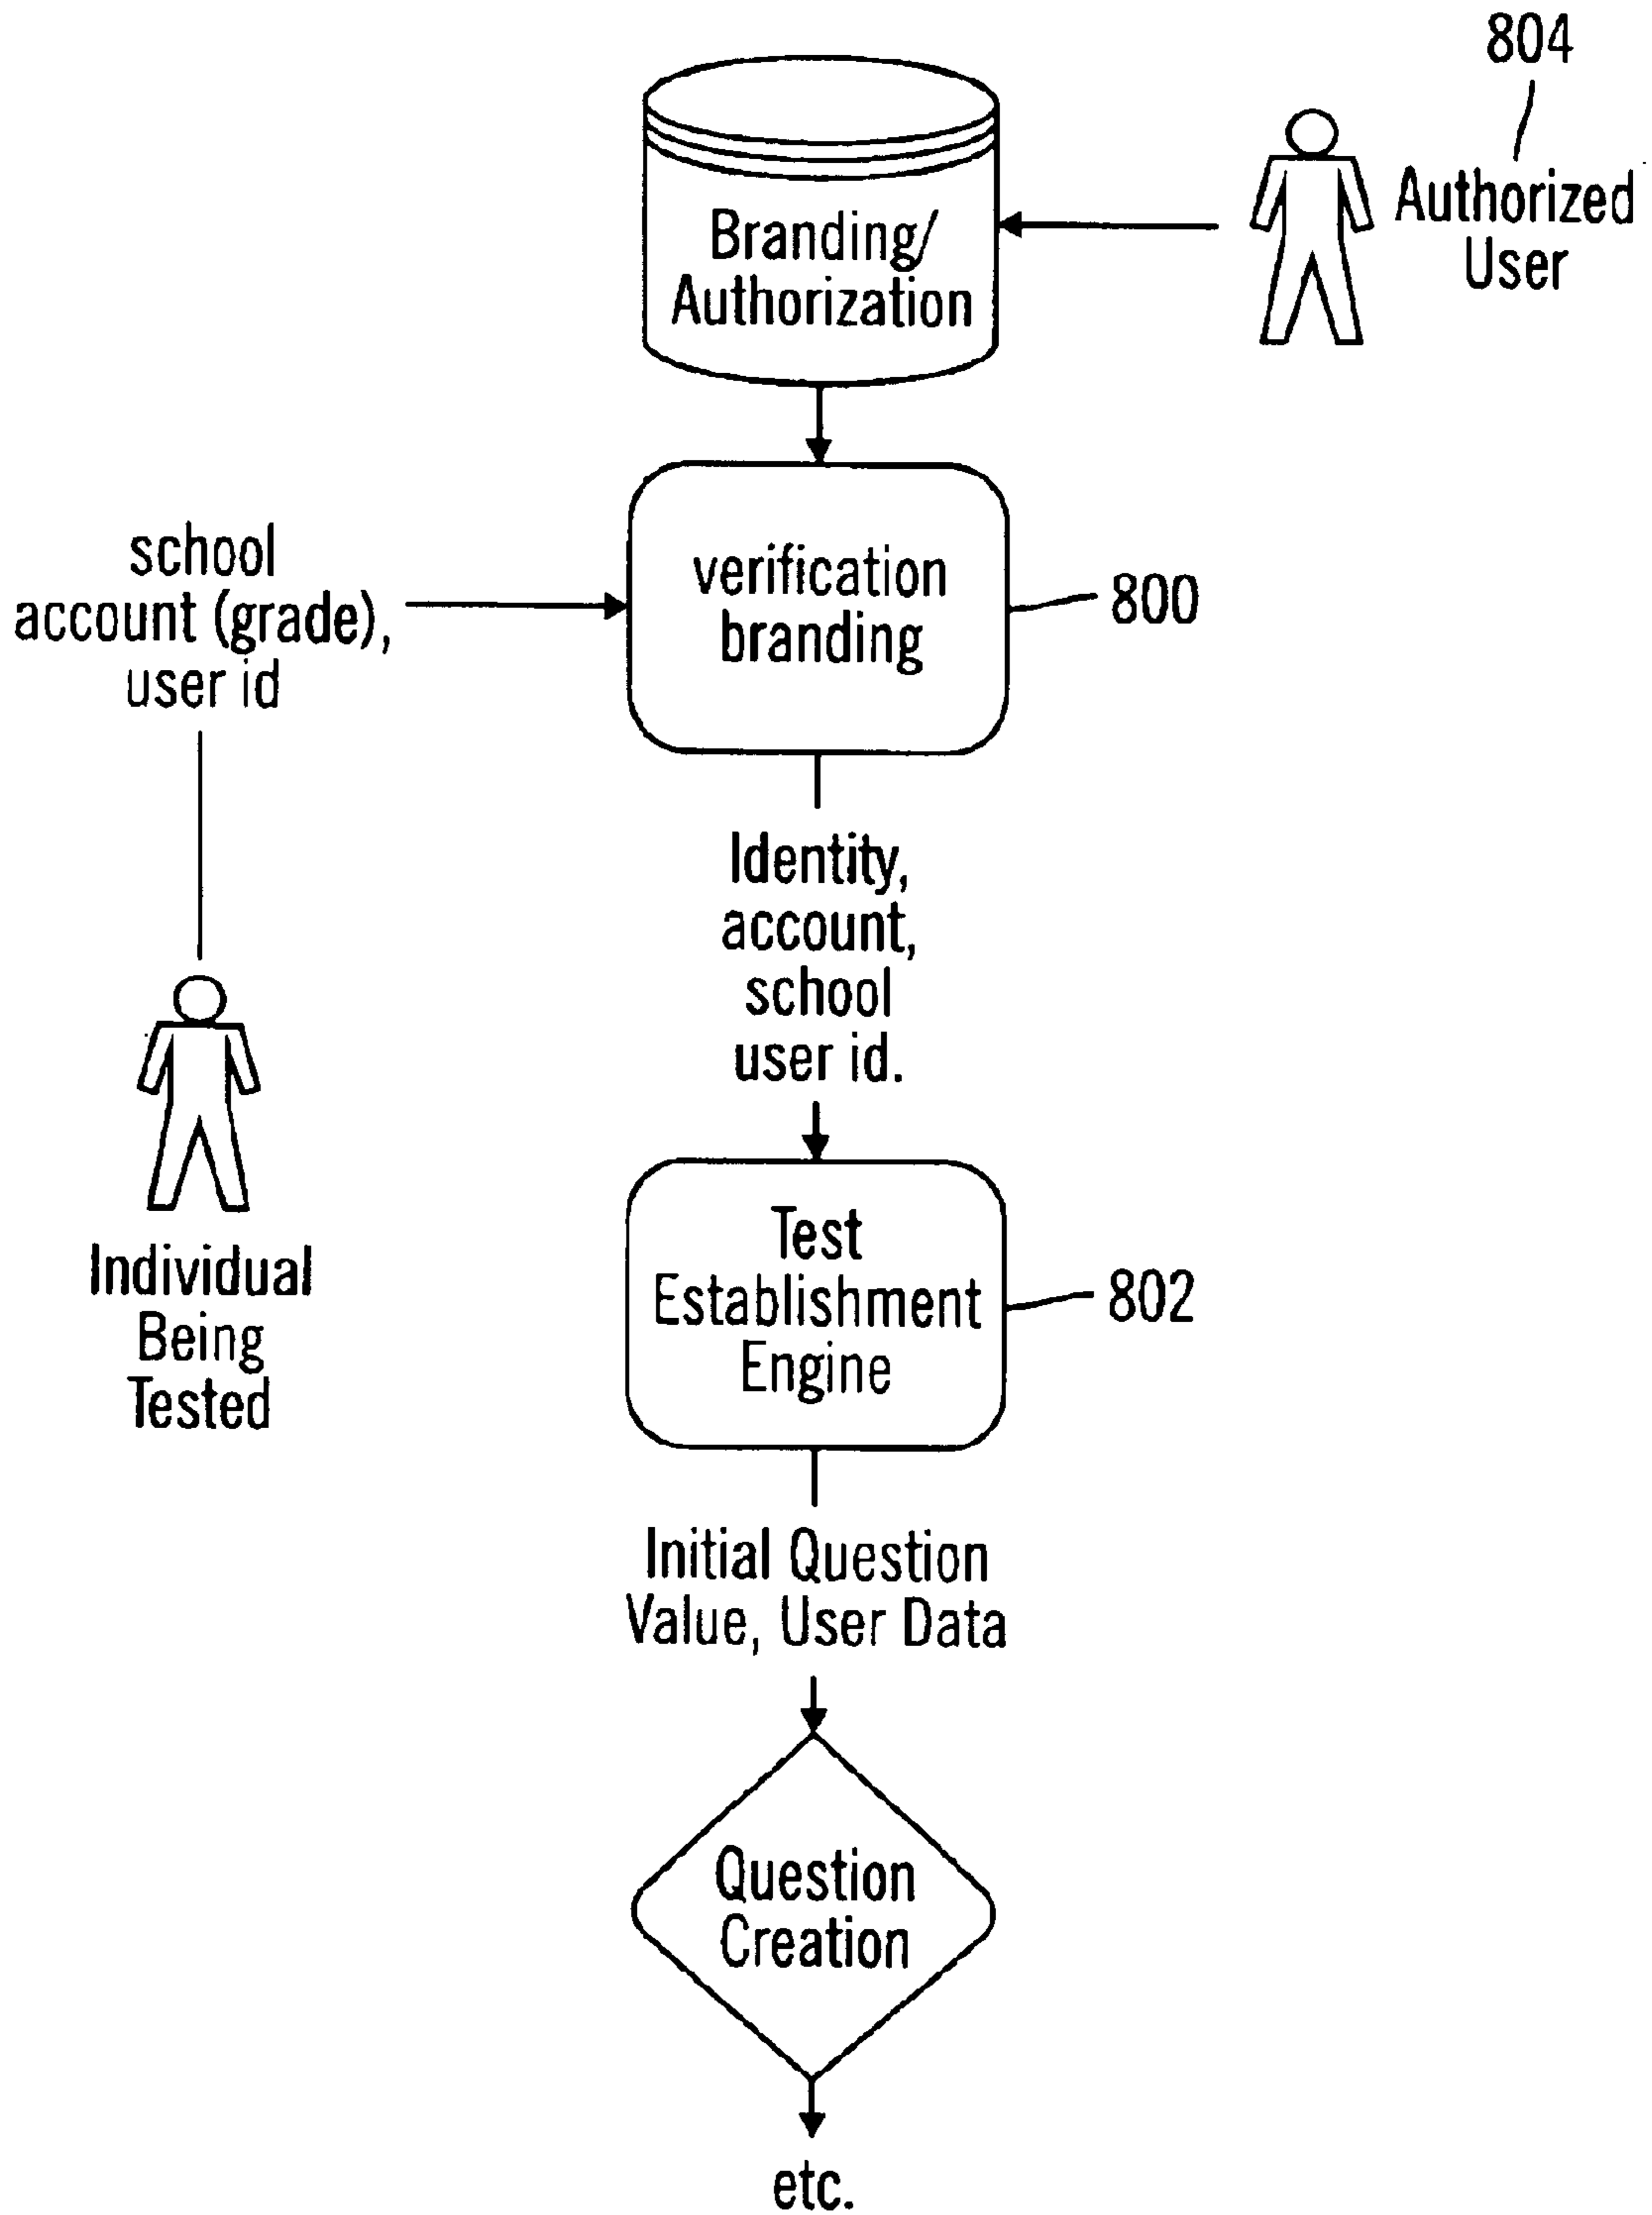 804
Authorized
User
Branding/
Authorization
school
account (grade),
user id
verification
branding
800
Identity,
account,
school
user id.
Individual
Being
Tested
Test
Establishment
Engine
802
Initial Question
Value, User Data
Question
Creation
etc.